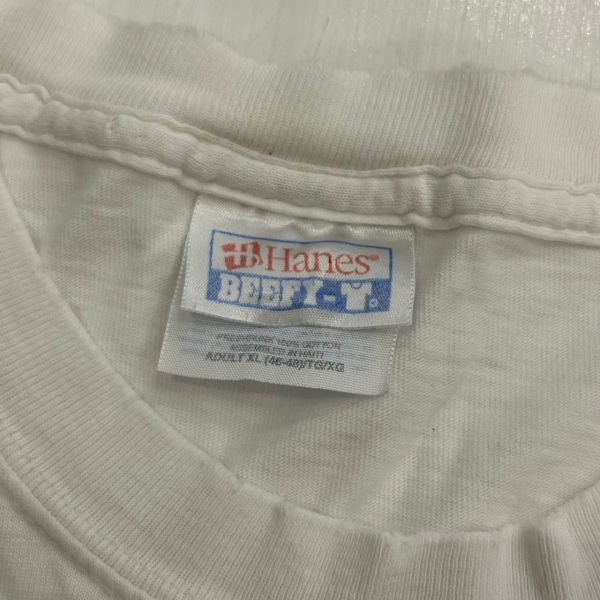 Hanes®
BEEFY-T®
PRESHRUNK 100% COTTON
ASSEMBLED IN HAITI
ADULT XL (46-48)/TG/XG